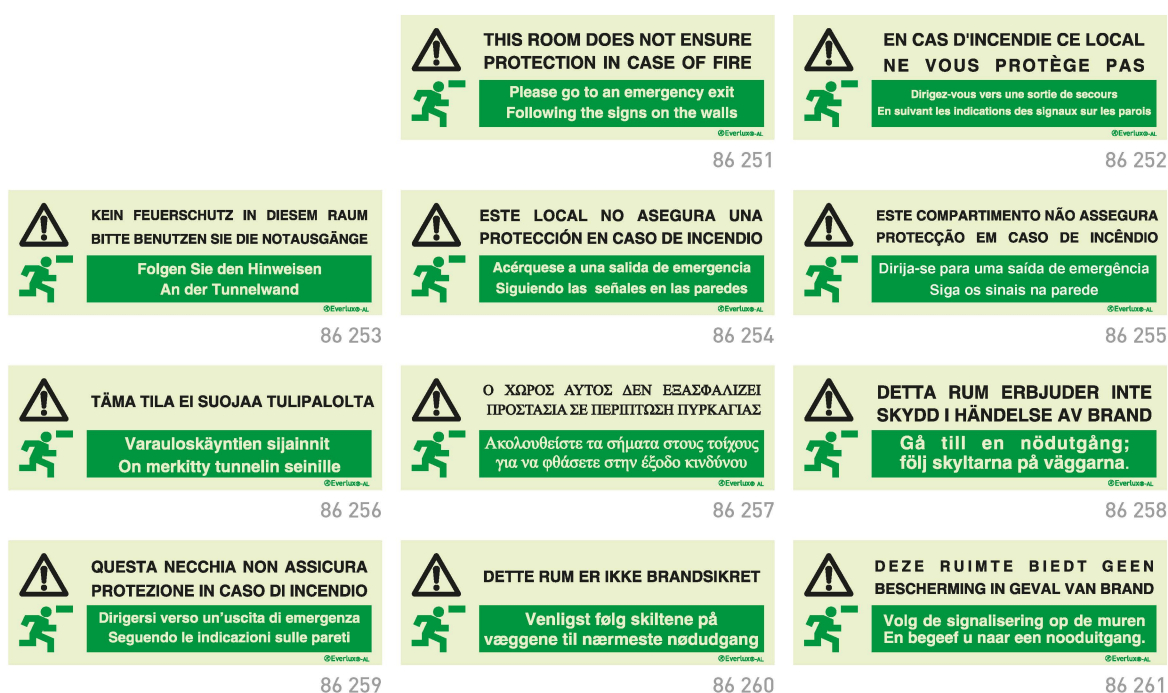 THIS ROOM DOES NOT ENSURE
PROTECTION IN CASE OF FIRE
Please go to an emergency exit
Following the signs on the walls
Everlux®-AL
86 251
EN CAS D'INCENDIE CE LOCAL
NE VOUS PROTÈGE PAS
Dirigez-vous vers une sortie de secours
En suivant les indications des signaux sur les parois
Everlux®-AL
86 252
KEIN FEUERSCHUTZ IN DIESEM RAUM
BITTE BENUTZEN SIE DIE NOTAUSGÄNGE
Folgen Sie den Hinweisen
An der Tunnelwand
Everlux®-AL
86 253
ESTE LOCAL NO ASEGURA UNA
PROTECCIÓN EN CASO DE INCENDIO
Acérquese a una salida de emergencia
Siguiendo las señales en las paredes
Everlux®-AL
86 254
ESTE COMPARTIMENTO NÃO ASSEGURA
PROTECÇÃO EM CASO DE INCÊNDIO
Dirija-se para uma saída de emergência
Siga os sinais na parede
Everlux®-AL
86 255
TÄMA TILA EI SUOJAA TULIPALOLTA
Varauloskäyntien sijainnit
On merkitty tunnelin seinille
Everlux®-AL
86 256
Ο ΧΩΡΟΣ ΑΥΤΟΣ ΔΕΝ ΕΞΑΣΦΑΛΙΖΕΙ
ΠΡΟΣΤΑΣΙΑ ΣΕ ΠΕΡΙΠΤΩΣΗ ΠΥΡΚΑΓΙΑΣ
Ακολουθείστε τα σήματα στους τοίχους
για να φθάσετε στην έξοδο κινδύνου
Everlux®-AL
86 257
DETTA RUM ERBJUDER INTE
SKYDD I HÄNDELSE AV BRAND
Gå till en nödutgång;
följ skyltarna på väggarna.
Everlux®-AL
86 258
QUESTA NECCHIA NON ASSICURA
PROTEZIONE IN CASO DI INCENDIO
Dirigersi verso un'uscita di emergenza
Seguendo le indicazioni sulle pareti
Everlux®-AL
86 259
DETTE RUM ER IKKE BRANDSIKRET
Venligst følg skiltene på
væggene til nærmeste nødudgang
Everlux®-AL
86 260
DEZE RUIMTE BIEDT GEEN
BESCHERMING IN GEVAL VAN BRAND
Volg de signalisering op de muren
En begeef u naar een nooduitgang.
Everlux®-AL
86 261